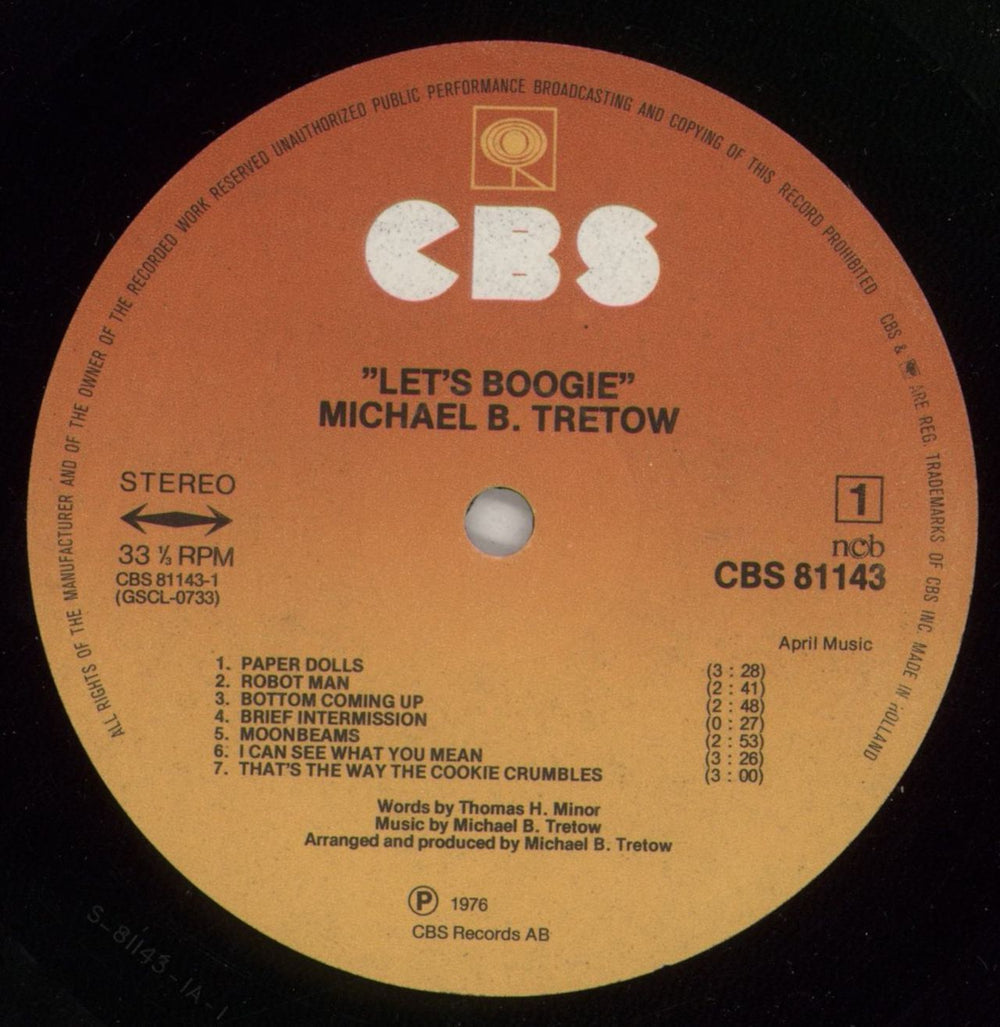 ALL RIGHTS OF THE MANUFACTURER AND OF THE OWNER OF THE RECORDED WORK RESERVED UNAUTHORIZED PUBLIC PERFORMANCE BROADCASTING AND COPYING OF THIS RECORD PROHIBITED
CBS & ARE REG. TRADEMARKS OF CBS INC. MADE IN HOLLAND
CBS
"LET'S BOOGIE"
MICHAEL B. TRETOW
STEREO
33 ⅓ RPM
CBS 81143-1
(GSCL-0733)
1
ncb
CBS 81143
April Music
1. PAPER DOLLS (3 : 28)
2. ROBOT MAN (2 : 41)
3. BOTTOM COMING UP (2 : 48)
4. BRIEF INTERMISSION (0 : 27)
5. MOONBEAMS (2 : 53)
6. I CAN SEE WHAT YOU MEAN (3 : 26)
7. THAT'S THE WAY THE COOKIE CRUMBLES (3 : 00)
Words by Thomas H. Minor
Music by Michael B. Tretow
Arranged and produced by Michael B. Tretow
Ⓟ 1976
CBS Records AB
S-81143-1A-1